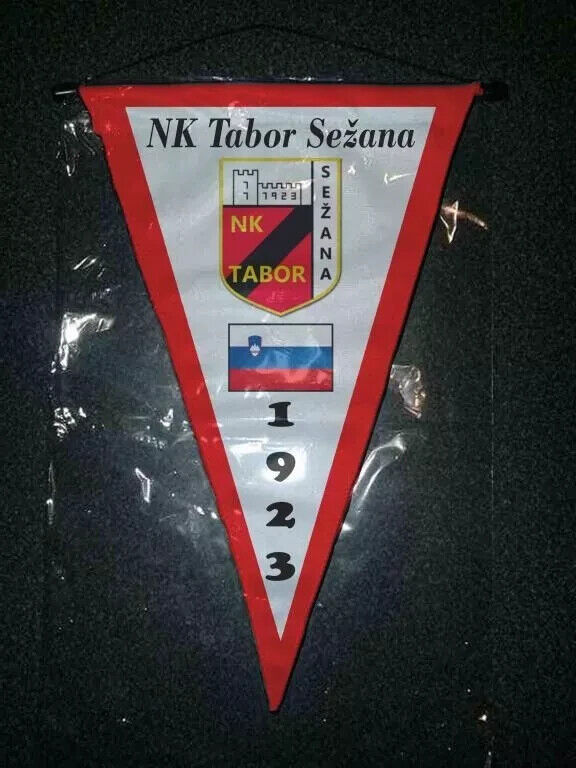 NK Tabor Sežana
1923
NK
TABOR
SEŽANA
1
9
2
3